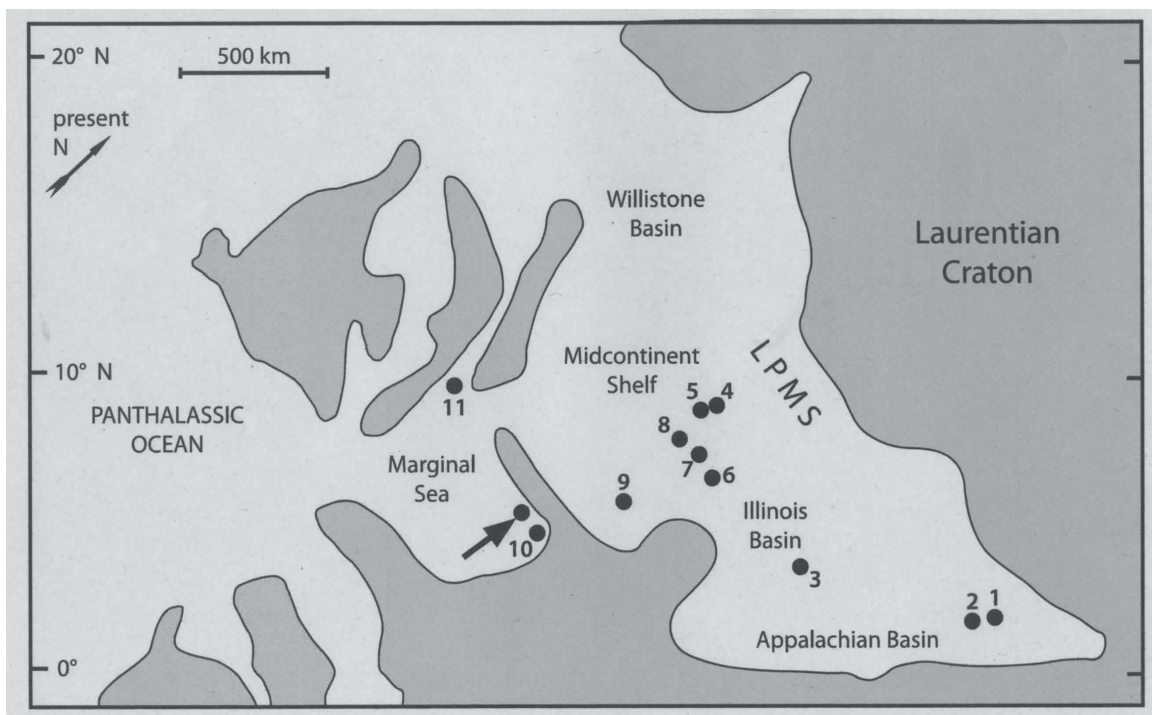 20° N
500 km
present
N
Willistone
Basin
Laurentian
Craton
10° N
Midcontinent
Shelf
LPMS
PANTHALASSIC
OCEAN
11
5
4
8
7
6
Marginal
Sea
9
10
Illinois
Basin
3
2
1
Appalachian Basin
0°